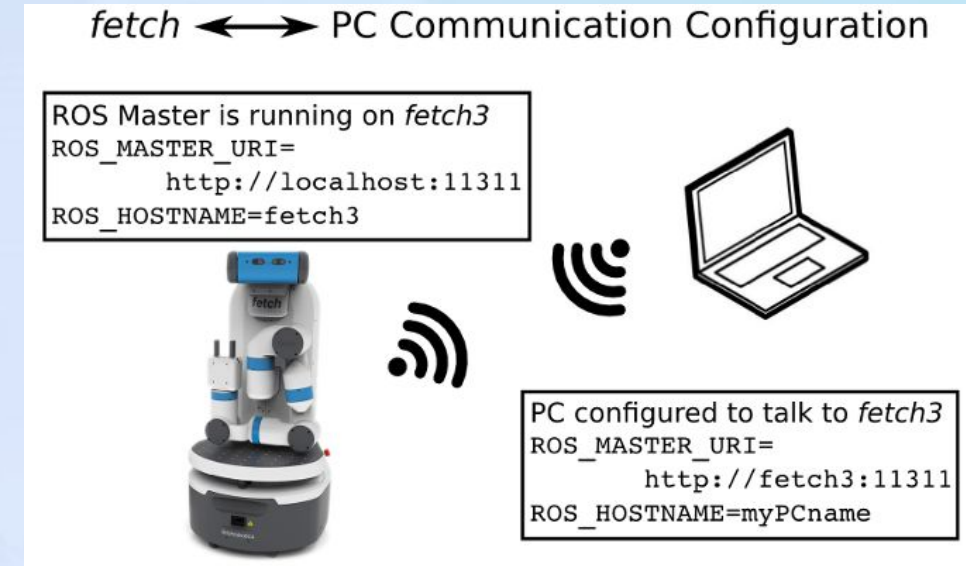 fetch ⟷ PC Communication Configuration
ROS Master is running on fetch3
ROS_MASTER_URI=
http://localhost:11311
ROS_HOSTNAME=fetch3
fetch
PC configured to talk to fetch3
ROS_MASTER_URI=
http://fetch3:11311
ROS_HOSTNAME=myPCname